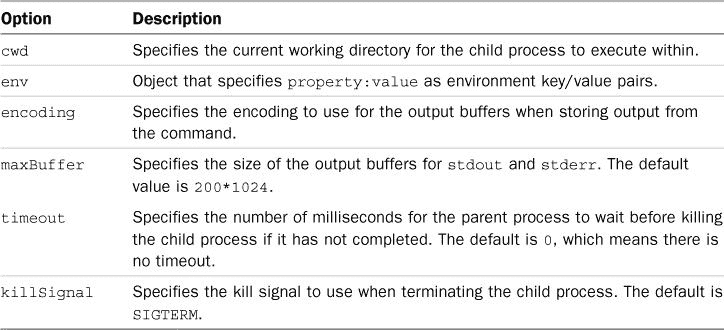 Option Description
cwd Specifies the current working directory for the child process to execute within.
env Object that specifies property:value as environment key/value pairs.
encoding Specifies the encoding to use for the output buffers when storing output from
the command.
maxBuffer Specifies the size of the output buffers for stdout and stderr. The default
value is 200*1024.
timeout Specifies the number of milliseconds for the parent process to wait before killing
the child process if it has not completed. The default is 0, which means there is
no timeout.
killSignal Specifies the kill signal to use when terminating the child process. The default is
SIGTERM.